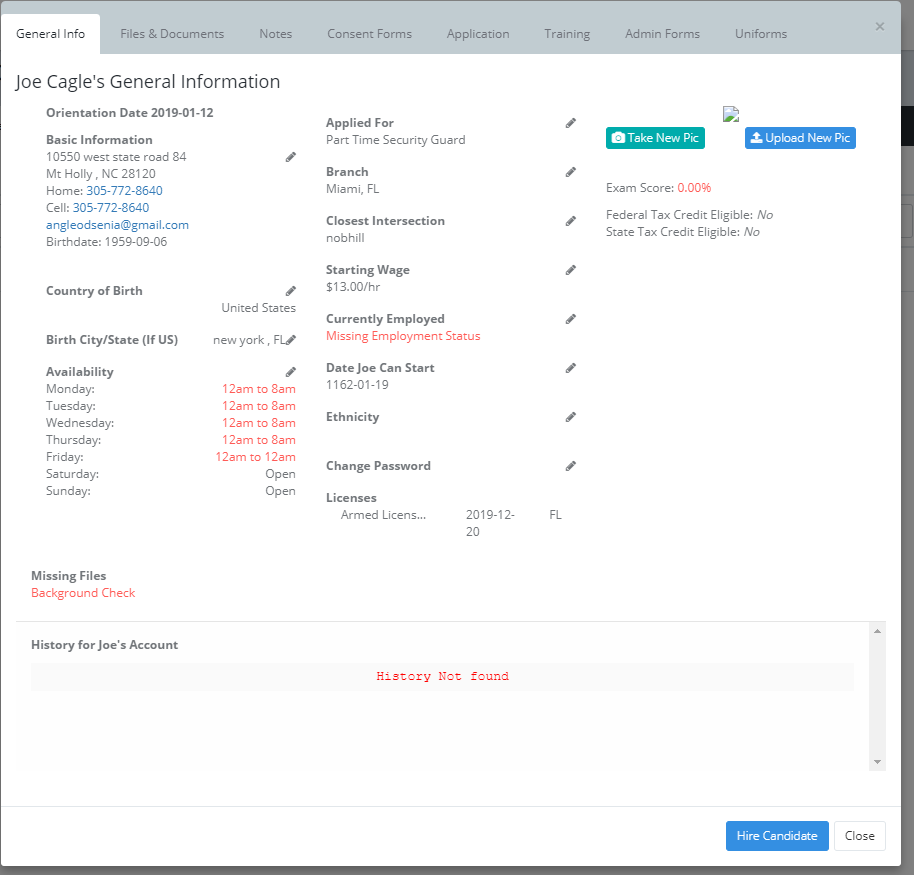 General Info Files & Documents Notes Consent Forms Application Training Admin Forms Uniforms ×
Joe Cagle's General Information
Orientation Date 2019-01-12
Basic Information
10550 west state road 84
Mt Holly , NC 28120
Home: 305-772-8640
Cell: 305-772-8640
angleodsenia@gmail.com
Birthdate: 1959-09-06
Country of Birth
United States
Birth City/State (If US) new york , FL
Availability
Monday: 12am to 8am
Tuesday: 12am to 8am
Wednesday: 12am to 8am
Thursday: 12am to 8am
Friday: 12am to 12am
Saturday: Open
Sunday: Open
Applied For
Part Time Security Guard
Branch
Miami, FL
Closest Intersection
nobhill
Starting Wage
$13.00/hr
Currently Employed
Missing Employment Status
Date Joe Can Start
1162-01-19
Ethnicity
Change Password
Licenses
Armed Licens... 2019-12- FL
20
Take New Pic Upload New Pic
Exam Score: 0.00%
Federal Tax Credit Eligible: No
State Tax Credit Eligible: No
Missing Files
Background Check
History for Joe's Account
History Not found
Hire Candidate Close